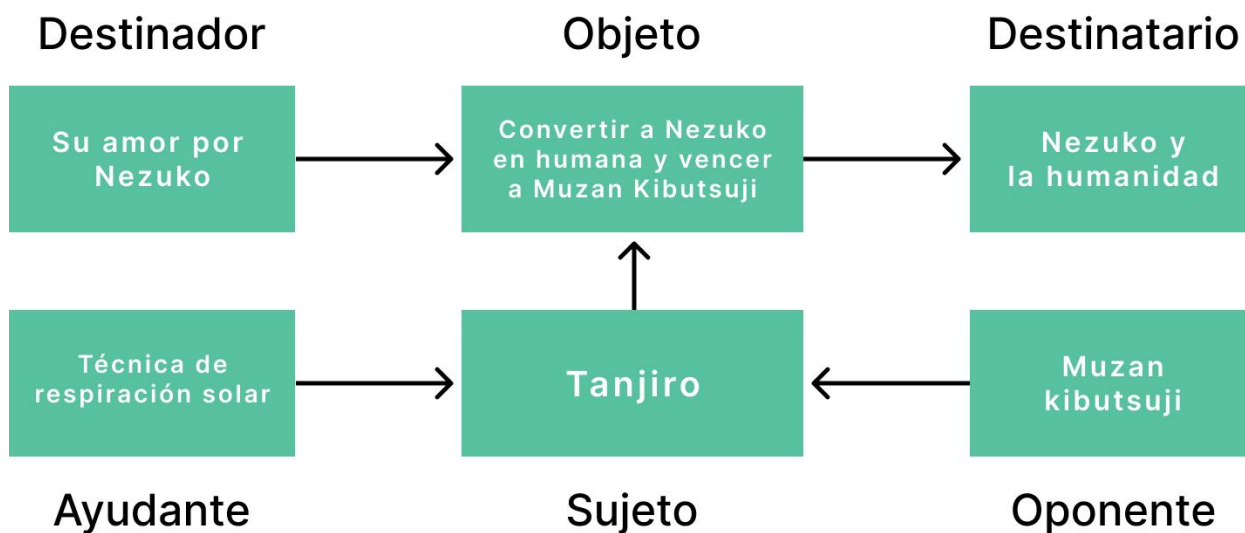 Destinador
Objeto
Destinatario
Su amor por
Nezuko
Convertir a Nezuko
en humana y vencer
a Muzan Kibutsuji
Nezuko y
la humanidad
Técnica de
respiración solar
Tanjiro
Muzan
kibutsuji
Ayudante
Sujeto
Oponente